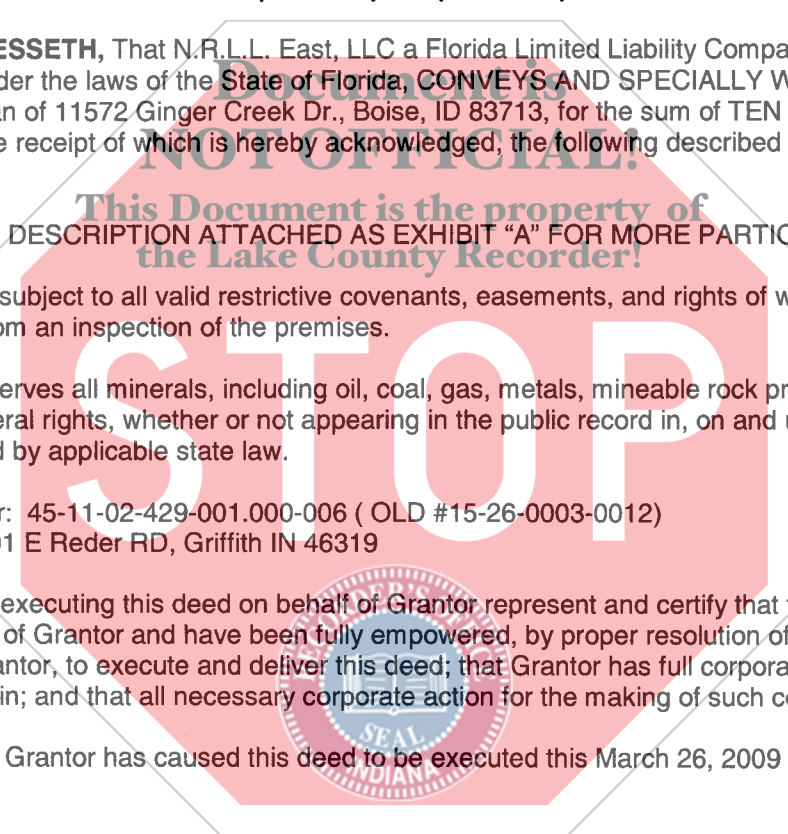 ESSETH, That N.R.L.L. East, LLC a Florida Limited Liability Compa
der the laws of the State of Florida, CONVEYS AND SPECIALLY W
Document is
an of 11572 Ginger Creek Dr., Boise, ID 83713, for the sum of TEN
e receipt of which is hereby acknowledged, the following described
NOT OFFICIAL!
This Document is the property of
DESCRIPTION ATTACHED AS EXHIBIT “A” FOR MORE PARTIC
the Lake County Recorder!
subject to all valid restrictive covenants, easements, and rights of w
om an inspection of the premises.
STOP
erves all minerals, including oil, coal, gas, metals, mineable rock pr
eral rights, whether or not appearing in the public record in, on and u
d by applicable state law.
r: 45-11-02-429-001.000-006 ( OLD #15-26-0003-0012)
01 E Reder RD, Griffith IN 46319
executing this deed on behalf of Grantor represent and certify that
of Grantor and have been fully empowered, by proper resolution of
antor, to execute and deliver this deed; that Grantor has full corpora
in; and that all necessary corporate action for the making of such c
RECORDER'S OFFICE
SEAL
INDIANA
Grantor has caused this deed to be executed this March 26, 2009